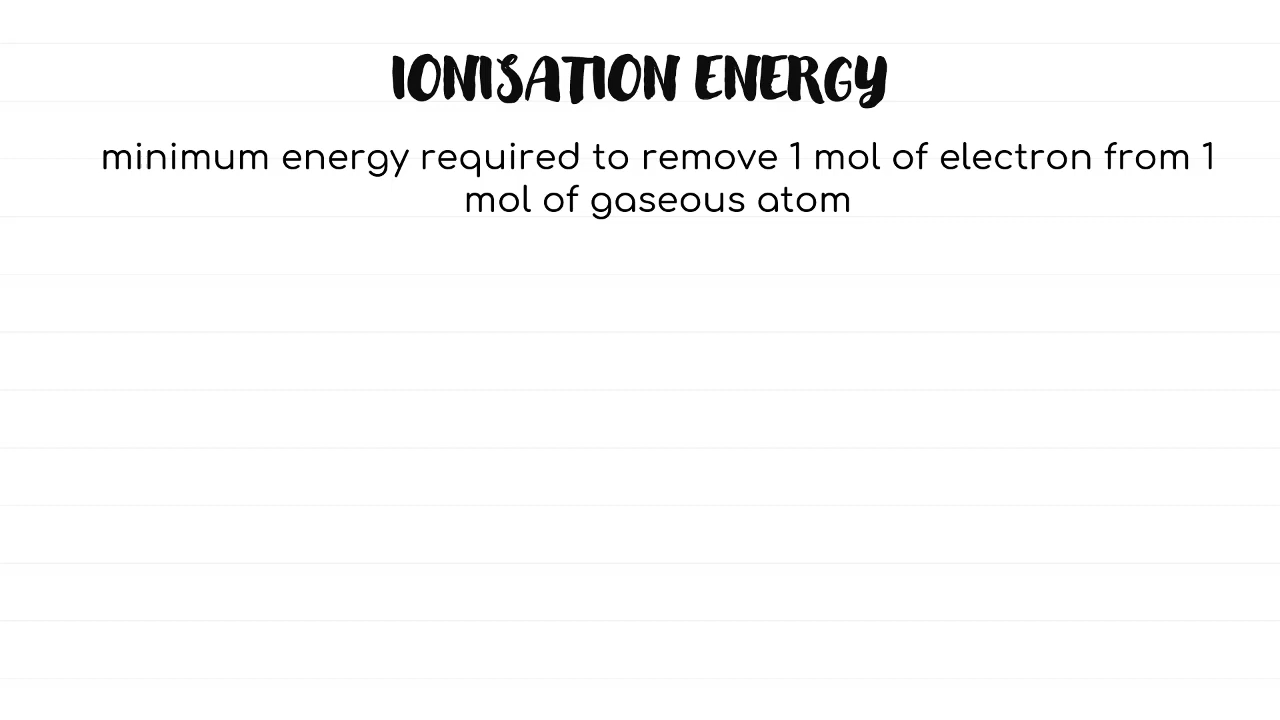 IONISATION ENERGY
minimum energy required to remove 1 mol of electron from 1
mol of gaseous atom